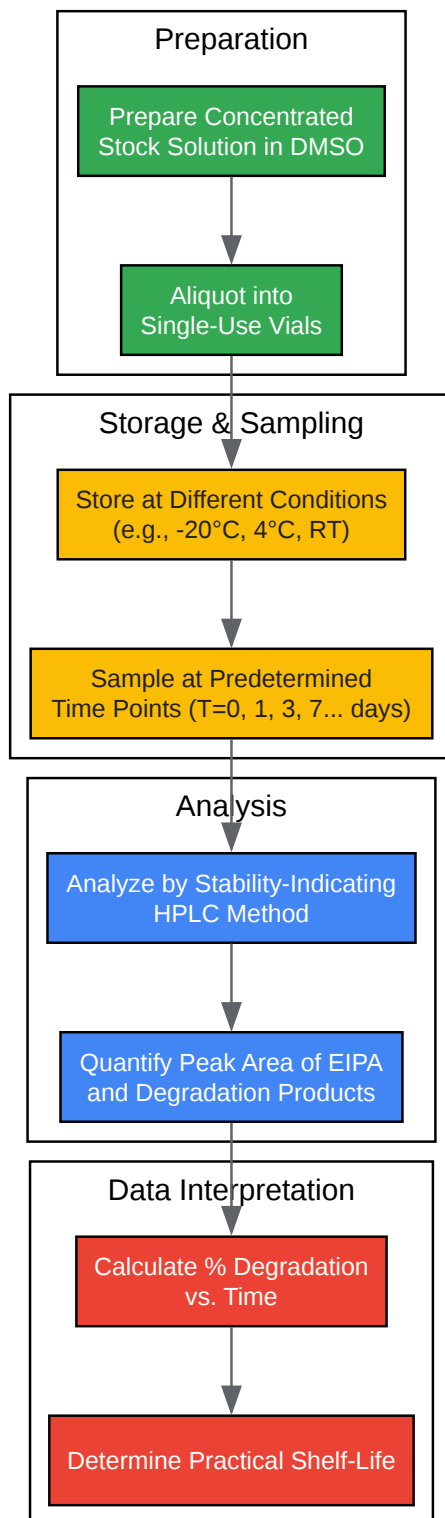 Preparation
Prepare Concentrated
Stock Solution in DMSO
Aliquot into
Single-Use Vials
Storage & Sampling
Store at Different Conditions
(e.g., -20°C, 4°C, RT)
Sample at Predetermined
Time Points (T=0, 1, 3, 7... days)
Analysis
Analyze by Stability-Indicating
HPLC Method
Quantify Peak Area of EIPA
and Degradation Products
Data Interpretation
Calculate % Degradation
vs. Time
Determine Practical Shelf-Life